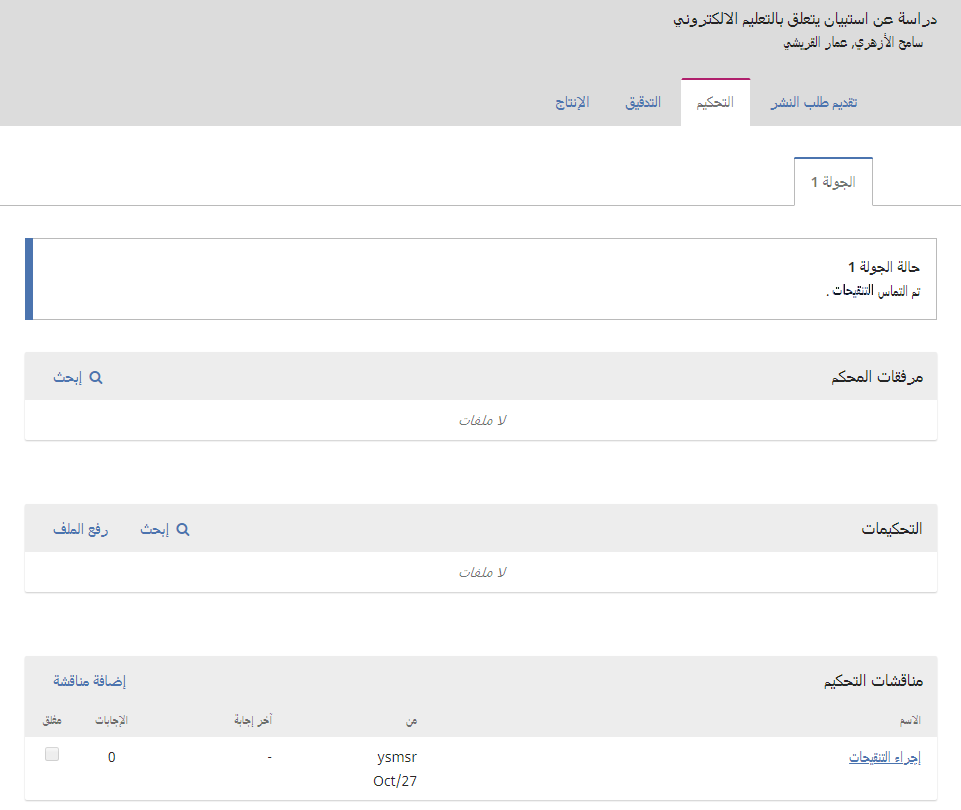 دراسة عن استبيان يتعلق بالتعليم الالكتروني
سامح الأزهري, عمار القريشي
تقديم طلب النشر التحكيم التدقيق الإنتاج
الجولة 1
حالة الجولة 1
تم التماس التنقيحات .
مرفقات المحكم إبحث
لا ملفات
التحكيمات إبحث رفع الملف
لا ملفات
مناقشات التحكيم إضافة مناقشة
الاسم من آخر إجابة الإجابات مغلق
إجراء التنقيحات ysmsr - 0
Oct/27